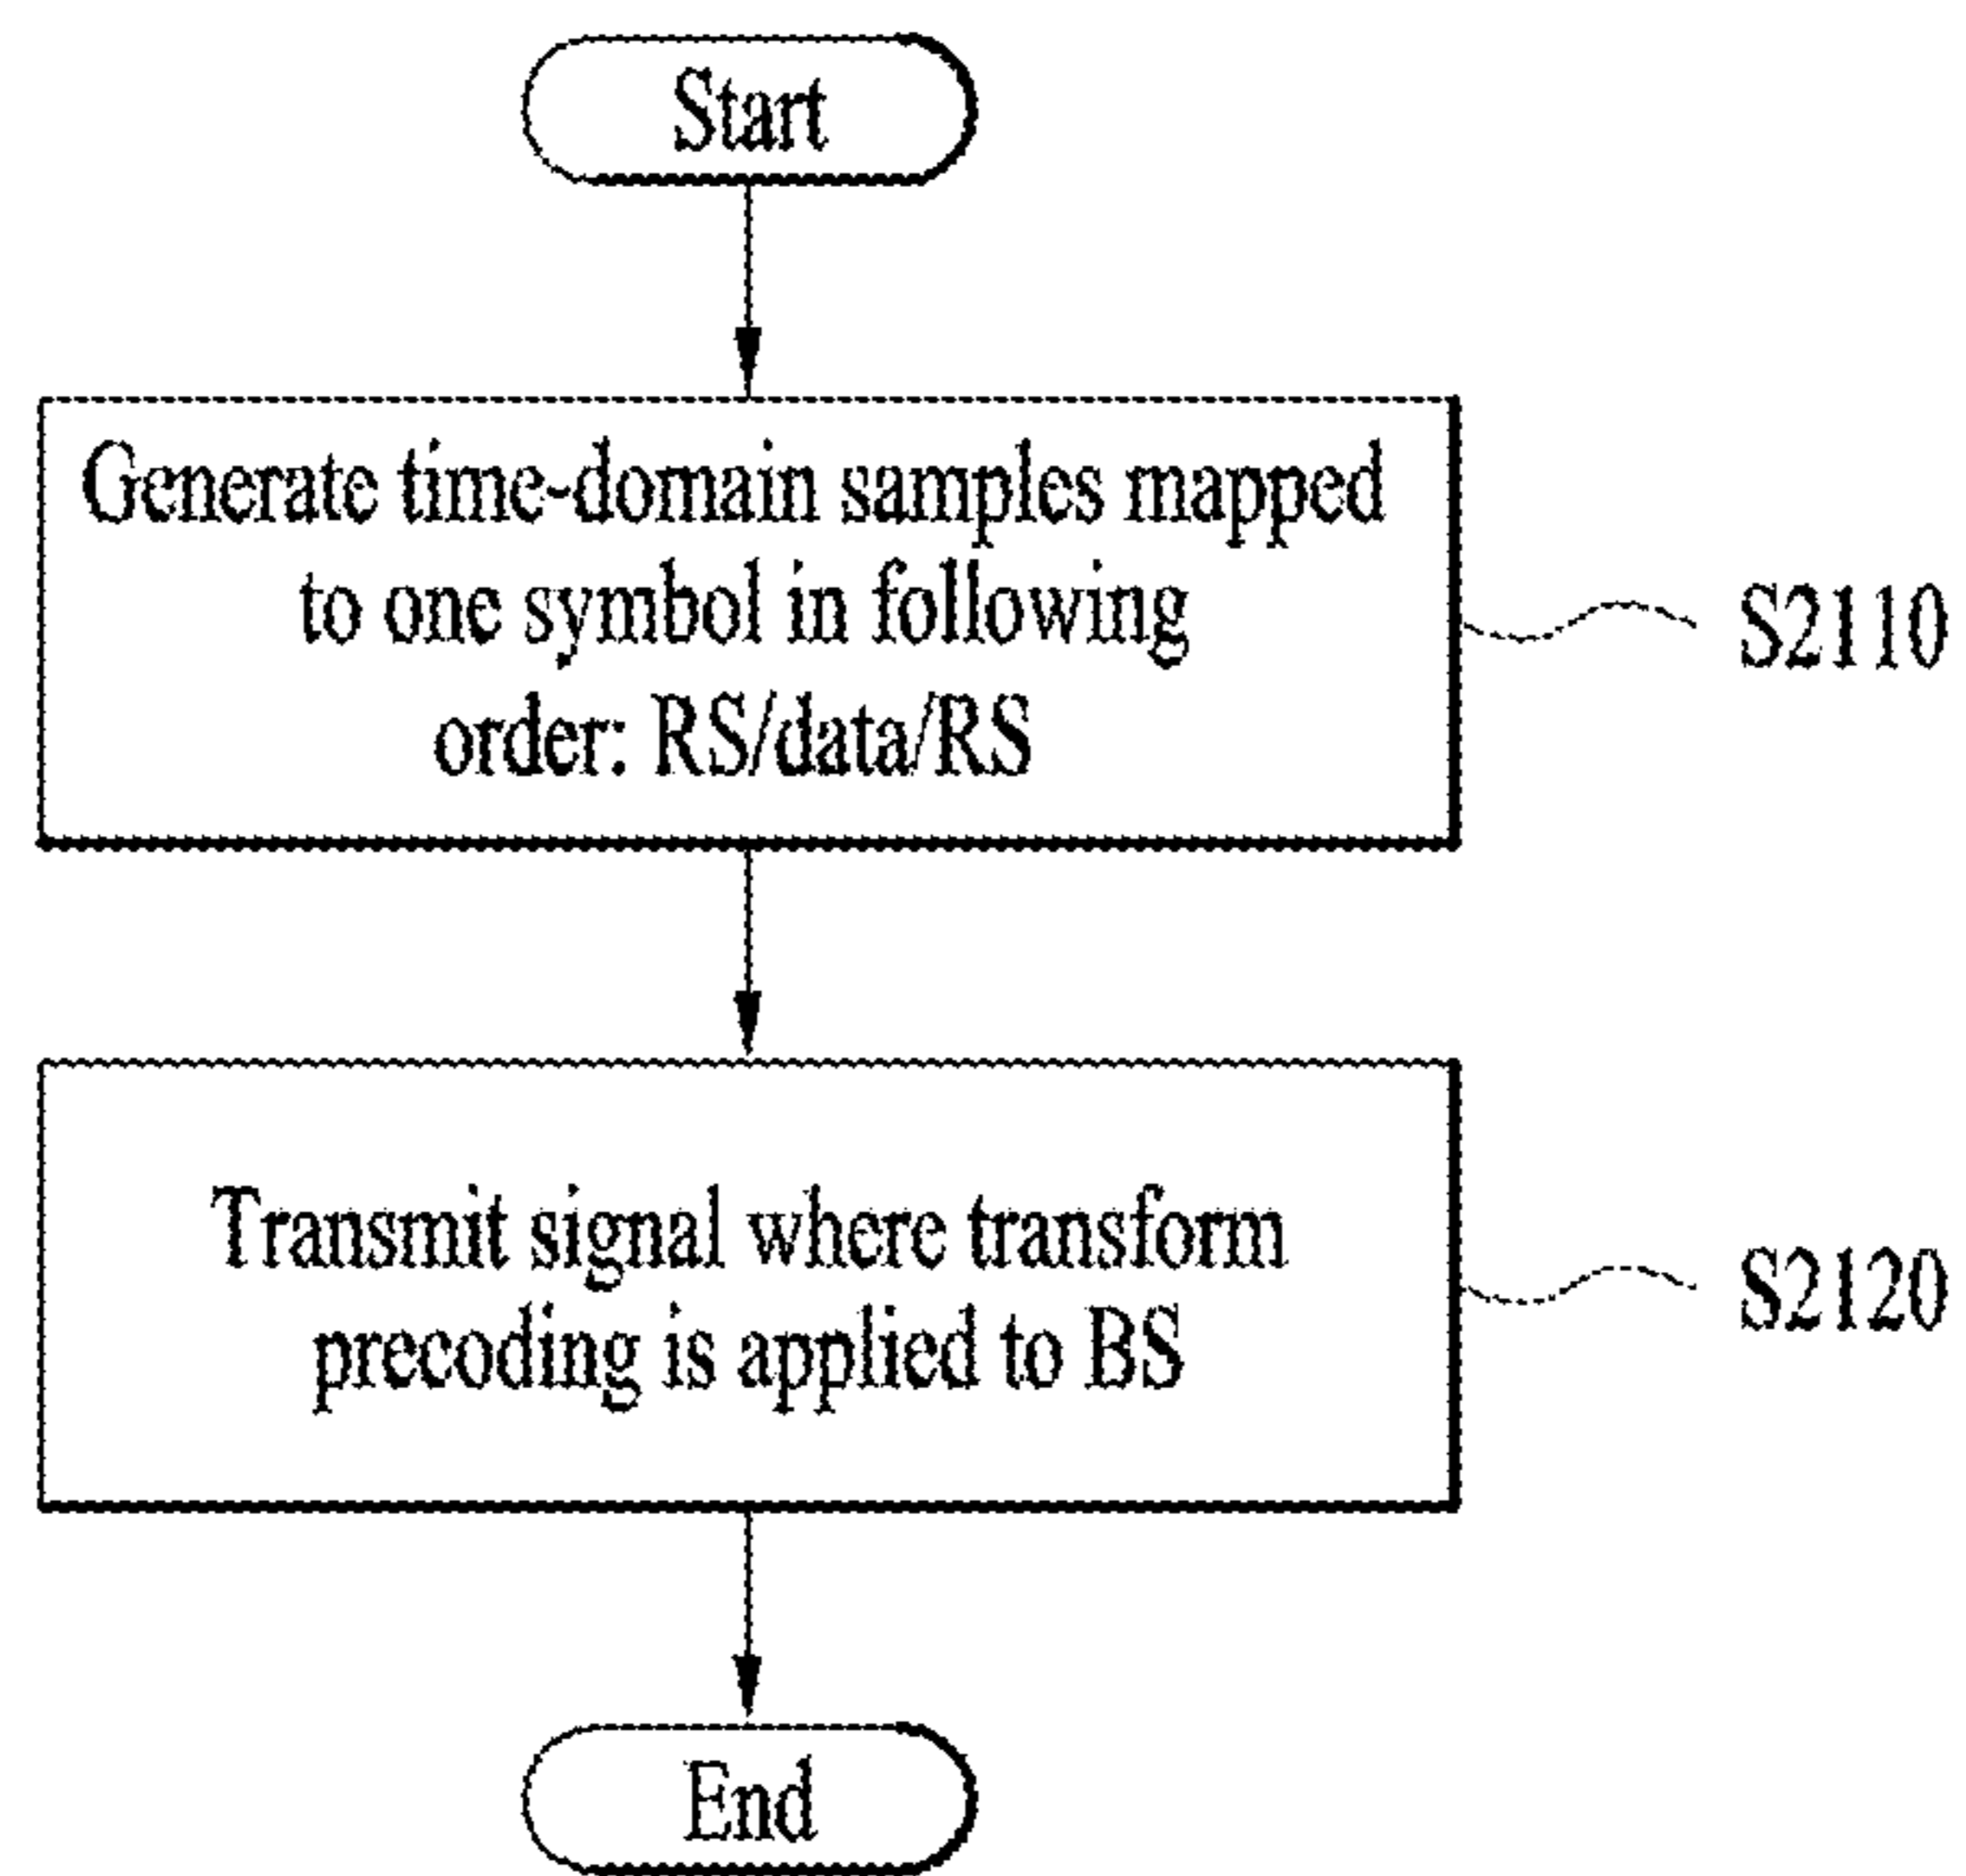 Start
Generate time-domain samples mapped
to one symbol in following
order: RS/data/RS
S2110
Transmit signal where transform
precoding is applied to BS
S2120
End